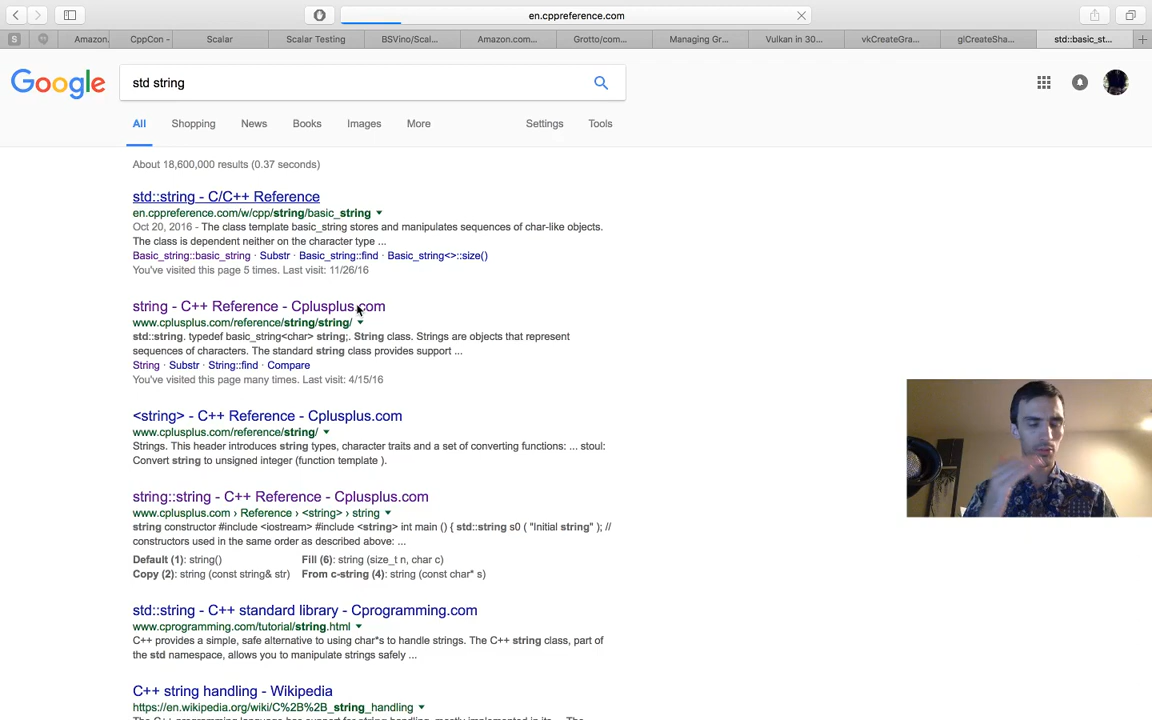 en.cppreference.com
S
Amazon.
CppCon -
Scalar
Scalar Testing
BSVino/Scal...
Amazon.com...
Grotto/com...
Managing Gr...
Vulkan in 30...
vkCreateGra...
glCreateSha...
std::basic_st...
Google
std string
All
Shopping
News
Books
Images
More
Settings
Tools
About 18,600,000 results (0.37 seconds)
std::string - C/C++ Reference
en.cppreference.com/w/cpp/string/basic_string
Oct 20, 2016 - The class template basic_string stores and manipulates sequences of char-like objects.
The class is dependent neither on the character type ...
Basic_string::basic_string · Substr · Basic_string::find · Basic_string<>::size()
You've visited this page 5 times. Last visit: 11/26/16
string - C++ Reference - Cplusplus.com
www.cplusplus.com/reference/string/string/
std::string. typedef basic_string<char> string;. String class. Strings are objects that represent
sequences of characters. The standard string class provides support ...
String · Substr · String::find · Compare
You've visited this page many times. Last visit: 4/15/16
<string> - C++ Reference - Cplusplus.com
www.cplusplus.com/reference/string/
Strings. This header introduces string types, character traits and a set of converting functions: ... stoul:
Convert string to unsigned integer (function template ).
string::string - C++ Reference - Cplusplus.com
www.cplusplus.com › Reference › <string> › string
string constructor #include <iostream> #include <string> int main () { std::string s0 ( "Initial string" ); //
constructors used in the same order as described above: ...
Default (1): string() Fill (6): string (size_t n, char c)
Copy (2): string (const string& str) From c-string (4): string (const char* s)
std::string - C++ standard library - Cprogramming.com
www.cprogramming.com/tutorial/string.html
C++ provides a simple, safe alternative to using char*s to handle strings. The C++ string class, part of
the std namespace, allows you to manipulate strings safely ...
C++ string handling - Wikipedia
https://en.wikipedia.org/wiki/C%2B%2B_string_handling